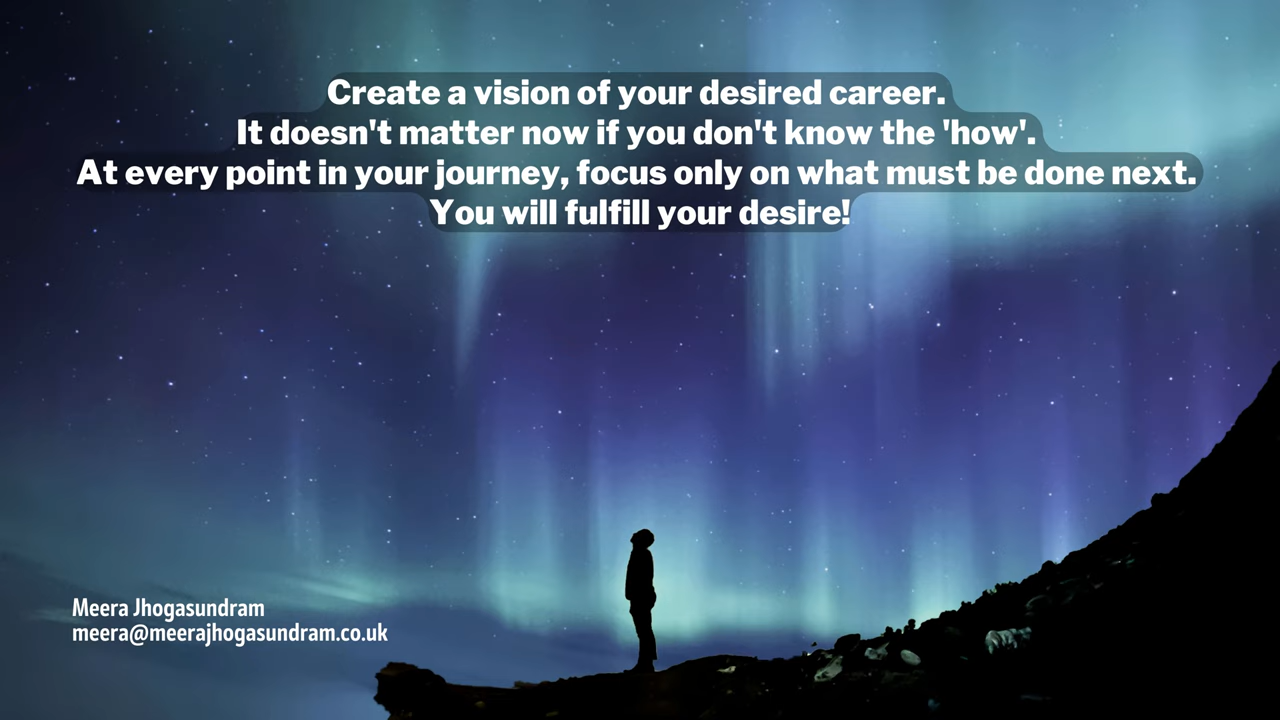 Create a vision of your desired career.
It doesn't matter now if you don't know the 'how'.
At every point in your journey, focus only on what must be done next.
You will fulfill your desire!
Meera Jhogasundram
meera@meerajhogasundram.co.uk